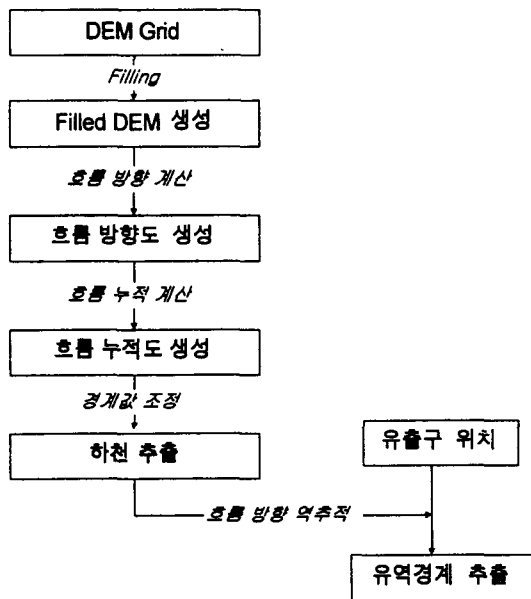 DEM Grid
Filling
Filled DEM 생성
흐름 방향 계산
흐름 방향도 생성
흐름 누적 계산
흐름 누적도 생성
경계값 조정
하천 추출
유출구 위치
흐름 방향 역추적
유역경계 추출